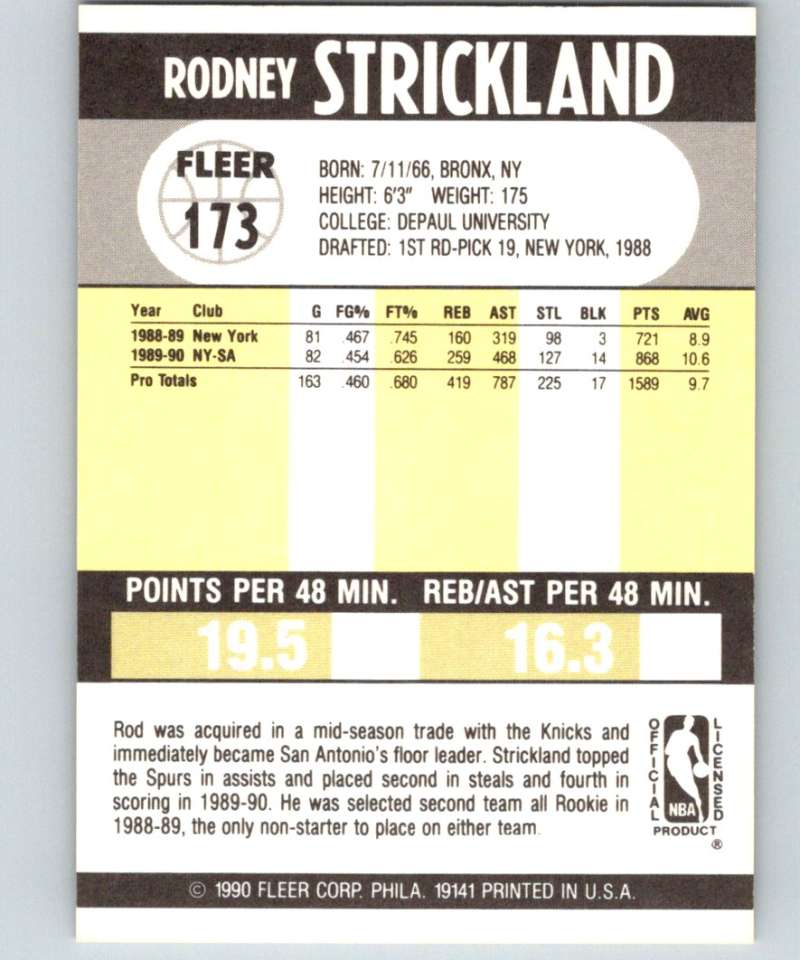 RODNEY STRICKLAND
FLEER
173
BORN: 7/11/66, BRONX, NY
HEIGHT: 6'3" WEIGHT: 175
COLLEGE: DEPAUL UNIVERSITY
DRAFTED: 1ST RD-PICK 19, NEW YORK, 1988
Year Club G FG% FT% REB AST STL BLK PTS AVG
1988-89 New York 81 .467 .745 160 319 98 3 721 8.9
1989-90 NY-SA 82 .454 .626 259 468 127 14 868 10.6
Pro Totals 163 .460 .680 419 787 225 17 1589 9.7
POINTS PER 48 MIN. REB/AST PER 48 MIN.
19.5 16.3
Rod was acquired in a mid-season trade with the Knicks and
immediately became San Antonio's floor leader. Strickland topped
the Spurs in assists and placed second in steals and fourth in
scoring in 1989-90. He was selected second team all Rookie in
1988-89, the only non-starter to place on either team.
OFFICIAL LICENSED
NBA
PRODUCT
®
© 1990 FLEER CORP. PHILA. 19141 PRINTED IN U.S.A.